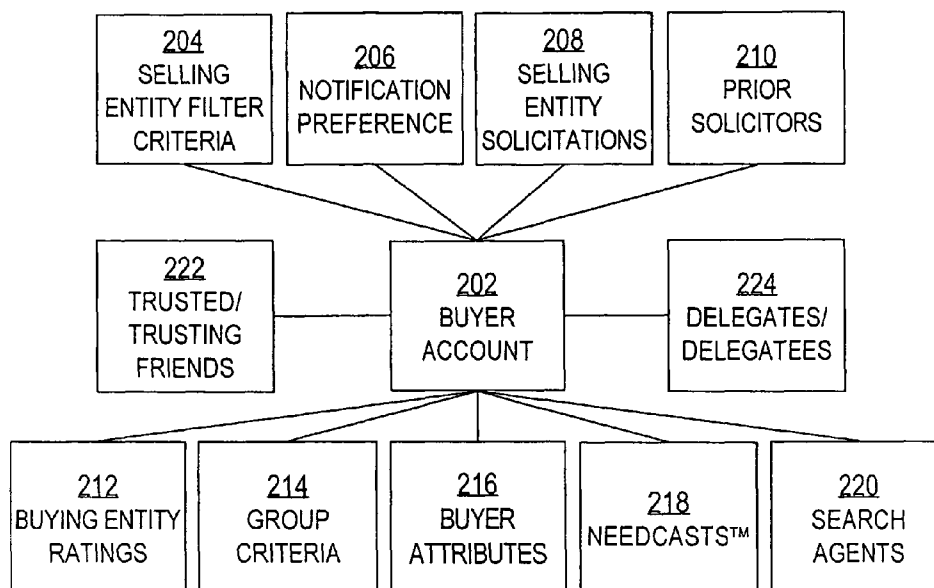 204
SELLING
ENTITY FILTER
CRITERIA
206
NOTIFICATION
PREFERENCE
208
SELLING
ENTITY
SOLICITATIONS
210
PRIOR
SOLICITORS
222
TRUSTED/
TRUSTING
FRIENDS
202
BUYER
ACCOUNT
224
DELEGATES/
DELEGATEES
212
BUYING ENTITY
RATINGS
214
GROUP
CRITERIA
216
BUYER
ATTRIBUTES
218
NEEDCASTS™
220
SEARCH
AGENTS